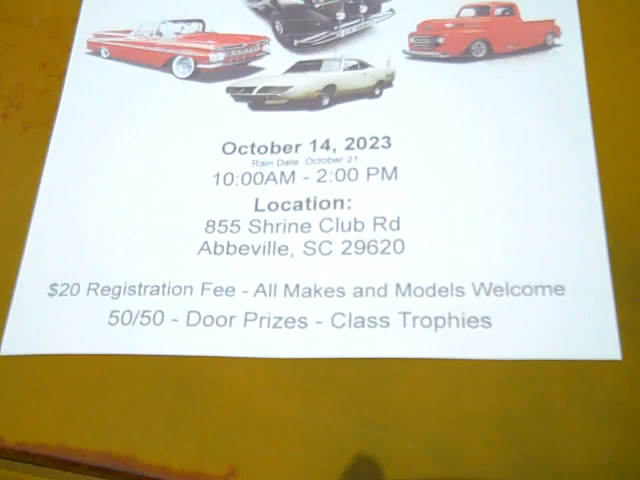 October 14, 2023
Rain Date October 21
10:00AM - 2:00 PM
Location:
855 Shrine Club Rd
Abbeville, SC 29620
$20 Registration Fee - All Makes and Models Welcome
50/50 - Door Prizes - Class Trophies